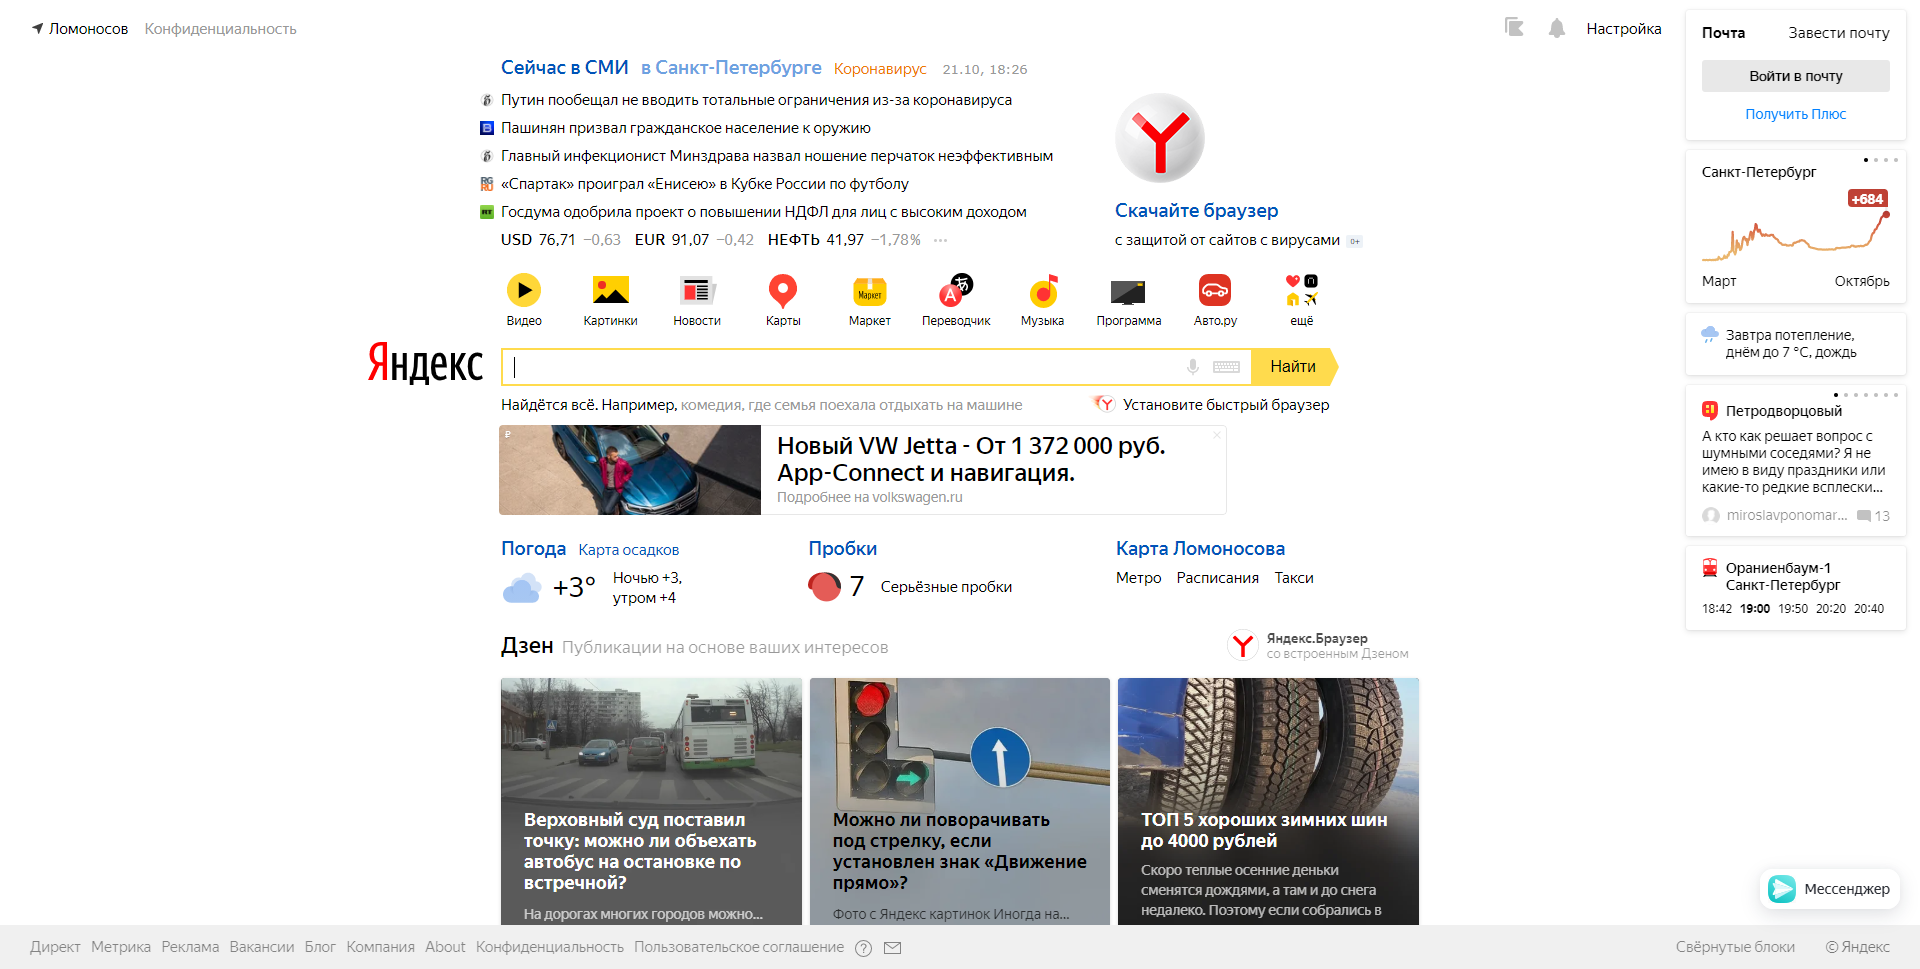 Ломоносов Конфиденциальность
Настройка
Сейчас в СМИ в Санкт-Петербурге Коронавирус 21.10, 18:26
Путин пообещал не вводить тотальные ограничения из-за коронавируса
Пашинян призвал гражданское население к оружию
Главный инфекционист Минздрава назвал ношение перчаток неэффективным
«Спартак» проиграл «Енисею» в Кубке России по футболу
Госдума одобрила проект о повышении НДФЛ для лиц с высоким доходом
USD 76,71 −0,63 EUR 91,07 −0,42 НЕФТЬ 41,97 −1,78% ···
Скачайте браузер
с защитой от сайтов с вирусами 0+
Видео Картинки Новости Карты Маркет Переводчик Музыка Программа Авто.ру ещё
Яндекс
Найти
Найдётся всё. Например, комедия, где семья поехала отдыхать на машине
Установите быстрый браузер
Новый VW Jetta - От 1 372 000 руб.
App-Connect и навигация.
Подробнее на volkswagen.ru
Погода Карта осадков
+3°
Ночью +3,
утром +4
Пробки
7 Серьёзные пробки
Карта Ломоносова
Метро Расписания Такси
Дзен Публикации на основе ваших интересов
Яндекс.Браузер
со встроенным Дзеном
Верховный суд поставил
точку: можно ли объехать
автобус на остановке по
встречной?
На дорогах многих городов можно...
Можно ли поворачивать
под стрелку, если
установлен знак «Движение
прямо»?
Фото с Яндекс картинок Иногда на...
ТОП 5 хороших зимних шин
до 4000 рублей
Скоро теплые осенние деньки
сменятся дождями, а там и до снега
недалеко. Поэтому если собрались в
Почта Завести почту
Войти в почту
Получить Плюс
Санкт-Петербург
+684
Март Октябрь
Завтра потепление,
днём до 7 °C, дождь
Петродворцовый
А кто как решает вопрос с
шумными соседями? Я не
имею в виду праздники или
какие-то редкие всплески...
miroslavponomar... 13
Ораниенбаум-1
Санкт-Петербург
18:42 19:00 19:50 20:20 20:40
Мессенджер
Директ Метрика Реклама Вакансии Блог Компания About Конфиденциальность Пользовательское соглашение ?
Свёрнутые блоки © Яндекс